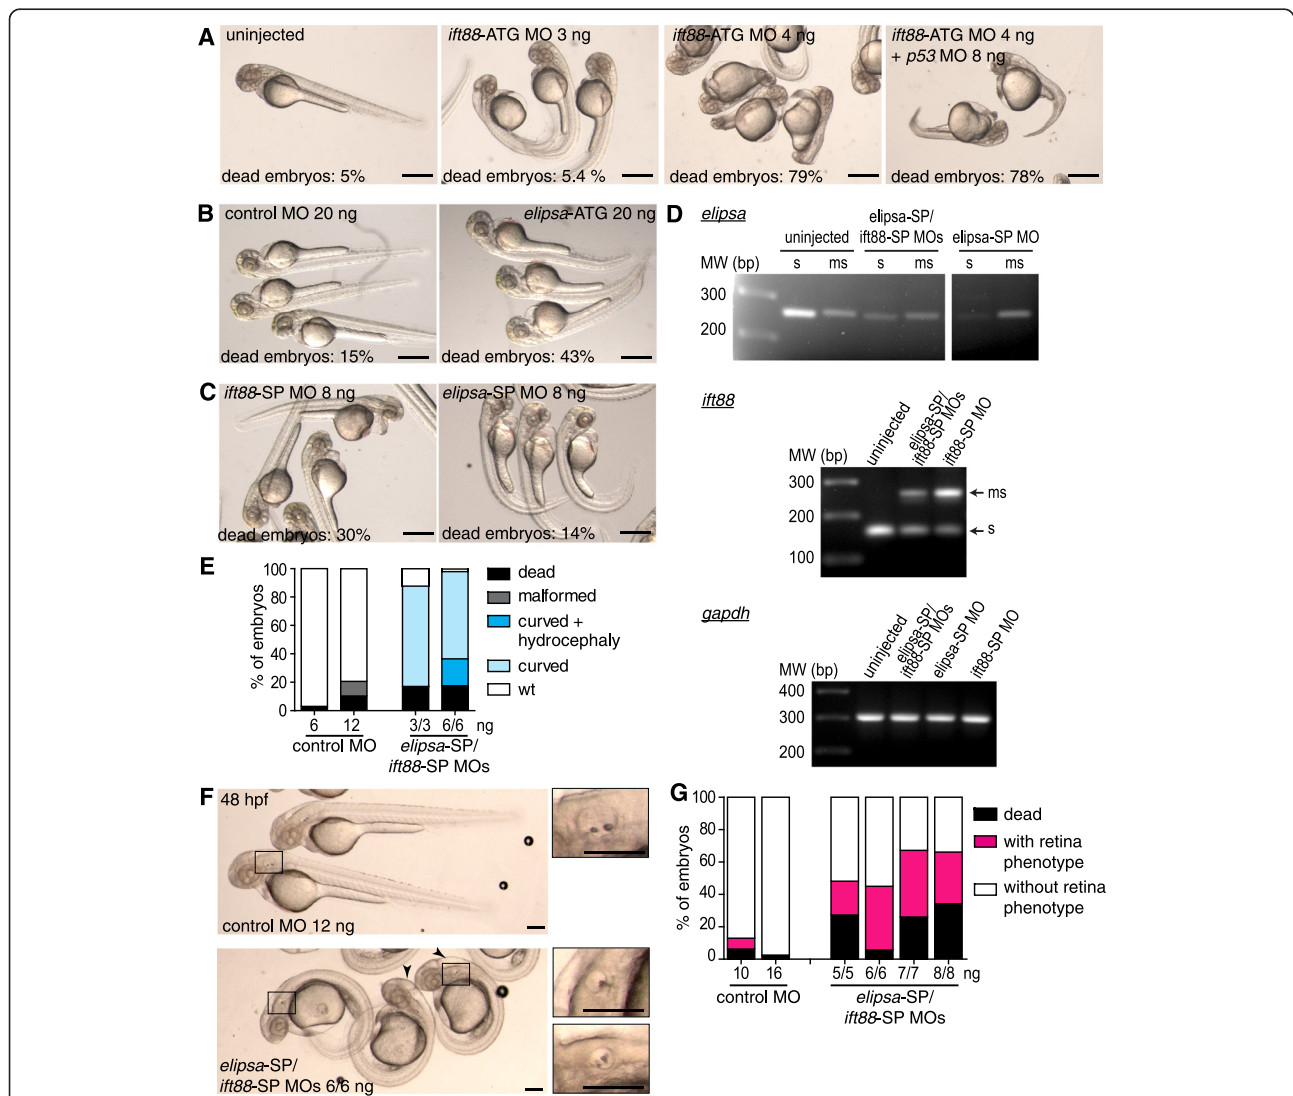 A
uninjected
dead embryos: 5%
ift88-ATG MO 3 ng
dead embryos: 5.4 %
ift88-ATG MO 4 ng
79%
ift88-ATG MO 4 ng
+ p53 MO 8 ng
78%
B
control MO 20 ng
dead embryos: 15%
elipsa-ATG 20 ng
dead embryos: 43%
C
ift88-SP MO 8 ng
dead embryos: 30%
elipsa-SP MO 8 ng
dead embryos: 14%
D
elipsa
uninjected
elipsa-SP/
ift88-SP MOs
elipsa-SP MO
MW (bp)
s
ms
s
ms
s
ms
300
200
ift88
uninjected
elipsa-SP/
ift88-SP MOs
ift88-SP MO
MW (bp)
300
200
100
ms
s
gapdh
uninjected
elipsa-SP/
ift88-SP MOs
elipsa-SP MO
ift88-SP MO
MW (bp)
400
300
200
E
% of embryos
100
80
60
40
20
0
6
12
3/3
6/6
ng
control MO
elipsa-SP/
ift88-SP MOs
dead
malformed
curved +
hydrocephaly
curved
wt
F
48 hpf
control MO 12 ng
elipsa-SP/
ift88-SP MOs 6/6 ng
G
% of embryos
100
80
60
40
20
0
10
16
5/5
6/6
7/7
8/8
ng
control MO
elipsa-SP/
ift88-SP MOs
dead
with retina
phenotype
without retina
phenotype